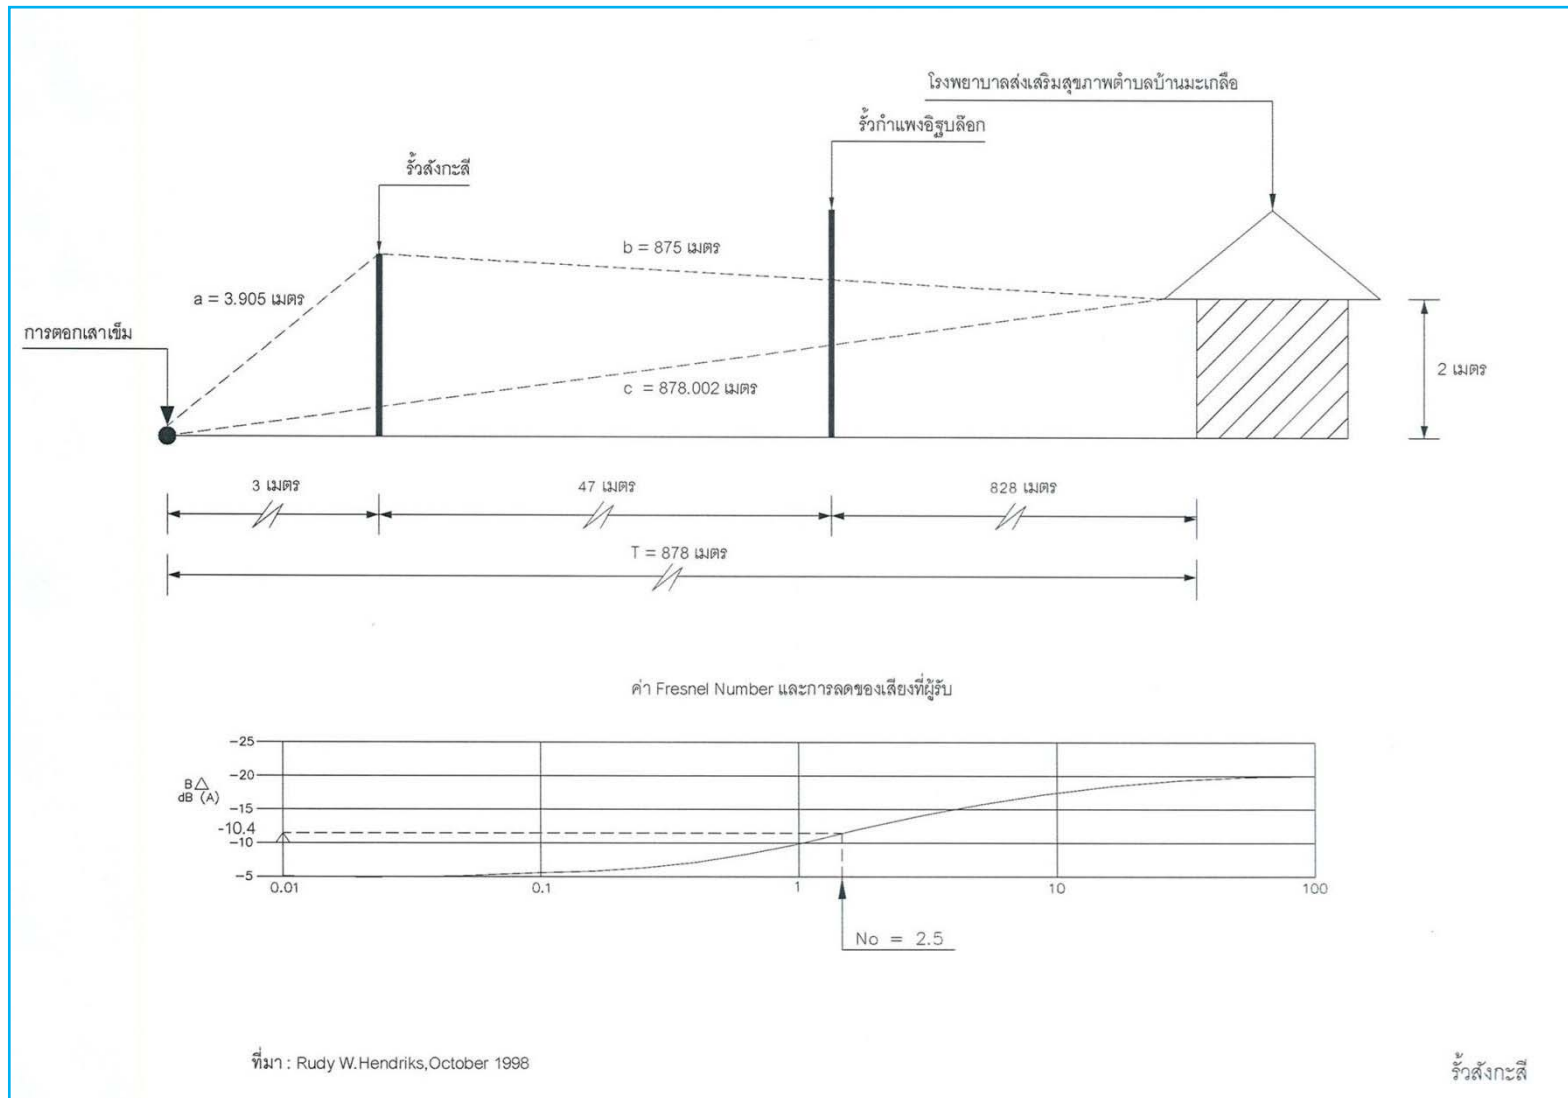 โรงพยาบาลส่งเสริมสุขภาพตำบลบ้านมะเกลือ
รั้วกำแพงอิฐบล๊อก
รั้วสังกะสี
b = 875 เมตร
a = 3.905 เมตร
การตอกเสาเข็ม
c = 878.002 เมตร
2 เมตร
3 เมตร
47 เมตร
828 เมตร
T = 878 เมตร
ค่า Fresnel Number และการลดของเสียงที่ผู้รับ
-25
-20
B△
dB (A)
-15
-10.4
-10
-5
0.01 0.1 1 10 100
No = 2.5
ที่มา : Rudy W.Hendriks,October 1998
รั้วสังกะสี